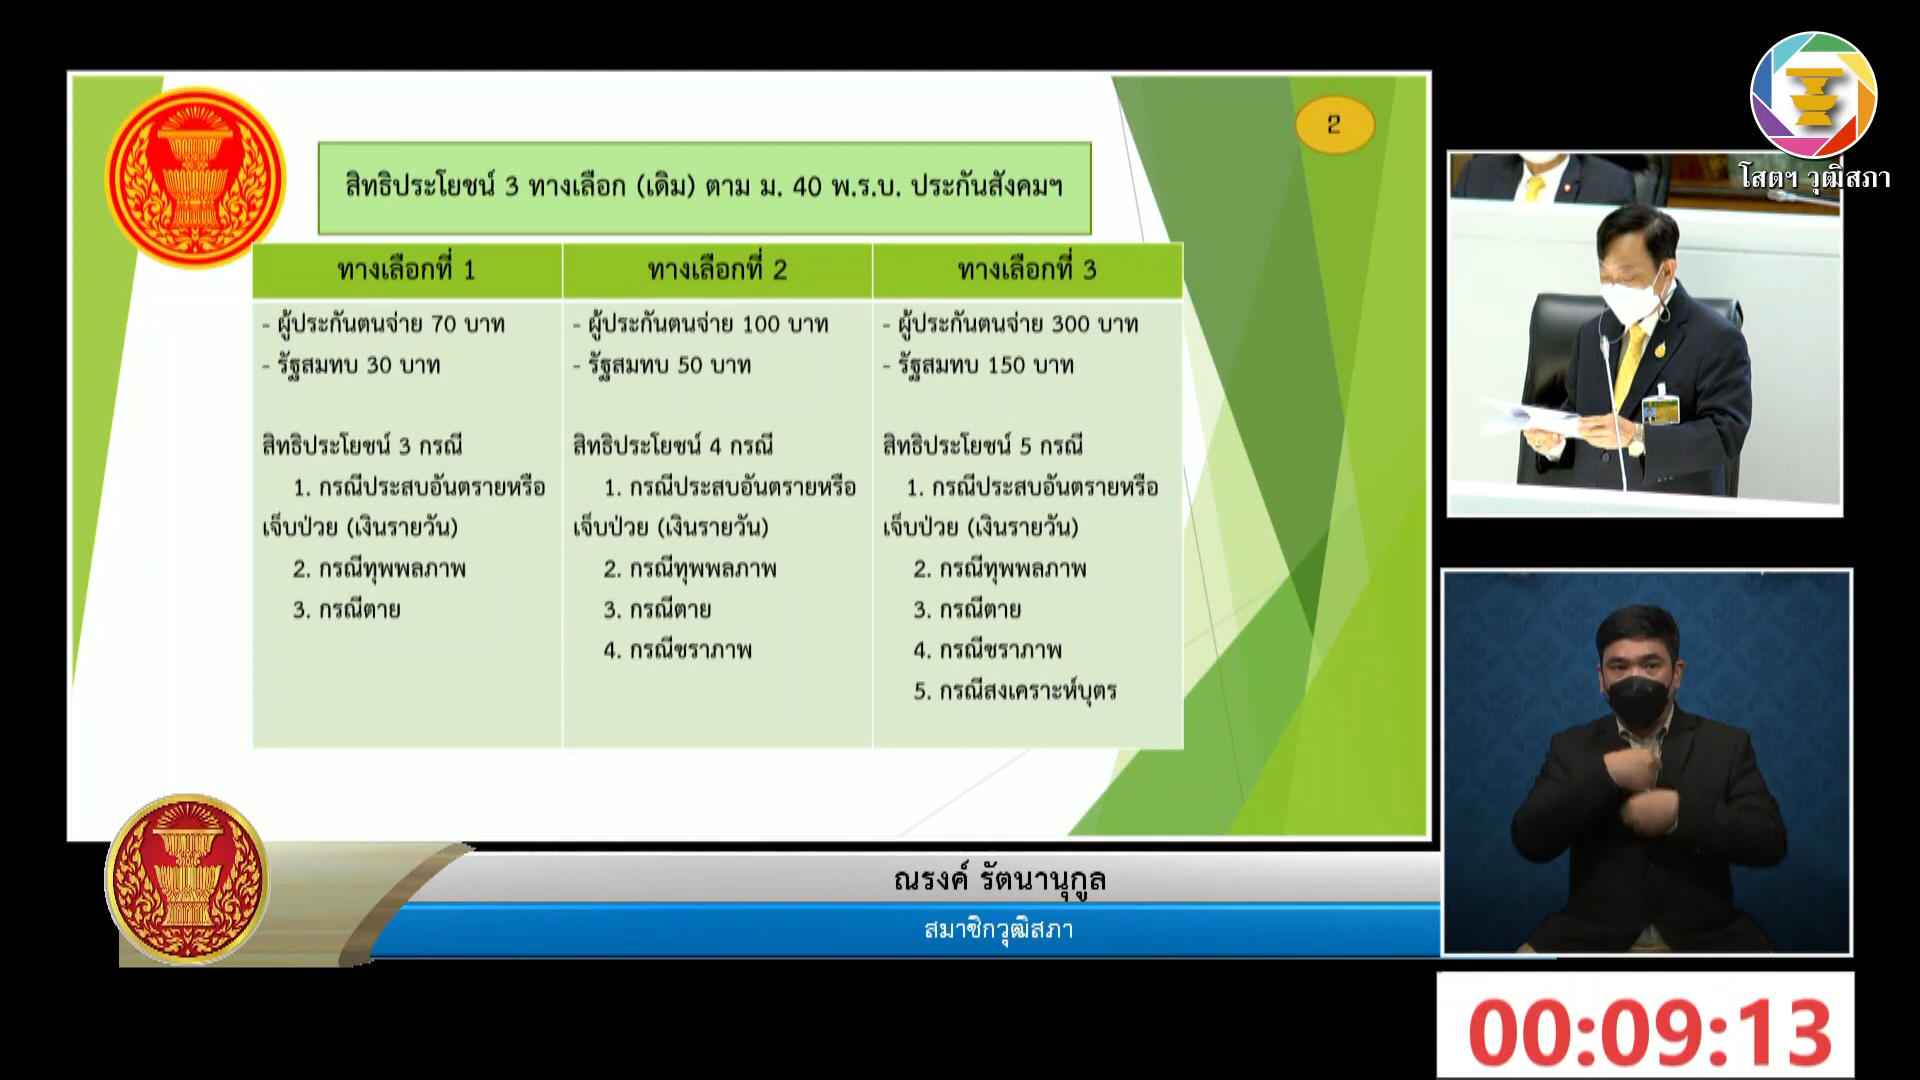 โสตฯ วุฒิสภา
2
สิทธิประโยชน์ 3 ทางเลือก (เดิม) ตาม ม. 40 พ.ร.บ. ประกันสังคมฯ
ทางเลือกที่ 1
- ผู้ประกันตนจ่าย 70 บาท
- รัฐสมทบ 30 บาท
สิทธิประโยชน์ 3 กรณี
1. กรณีประสบอันตรายหรือ
เจ็บป่วย (เงินรายวัน)
2. กรณีทุพพลภาพ
3. กรณีตาย
ทางเลือกที่ 2
- ผู้ประกันตนจ่าย 100 บาท
- รัฐสมทบ 50 บาท
สิทธิประโยชน์ 4 กรณี
1. กรณีประสบอันตรายหรือ
เจ็บป่วย (เงินรายวัน)
2. กรณีทุพพลภาพ
3. กรณีตาย
4. กรณีชราภาพ
ทางเลือกที่ 3
- ผู้ประกันตนจ่าย 300 บาท
- รัฐสมทบ 150 บาท
สิทธิประโยชน์ 5 กรณี
1. กรณีประสบอันตรายหรือ
เจ็บป่วย (เงินรายวัน)
2. กรณีทุพพลภาพ
3. กรณีตาย
4. กรณีชราภาพ
5. กรณีสงเคราะห์บุตร
ณรงค์ รัตนานุกูล
สมาชิกวุฒิสภา
00:09:13